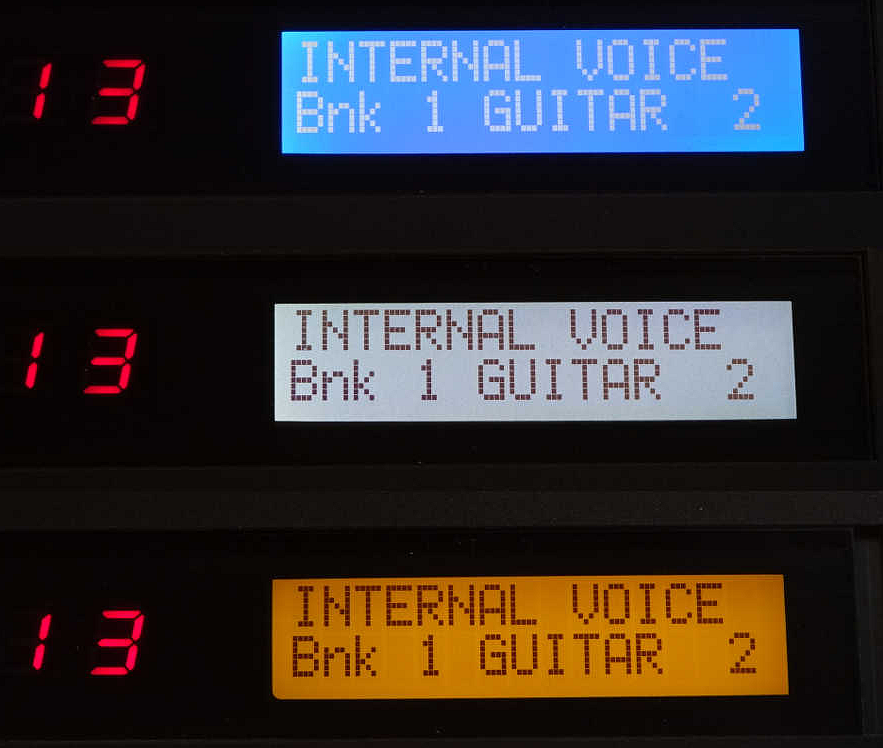 13
INTERNAL VOICE
Bnk 1 GUITAR 2
13
INTERNAL VOICE
Bnk 1 GUITAR 2
13
INTERNAL VOICE
Bnk 1 GUITAR 2